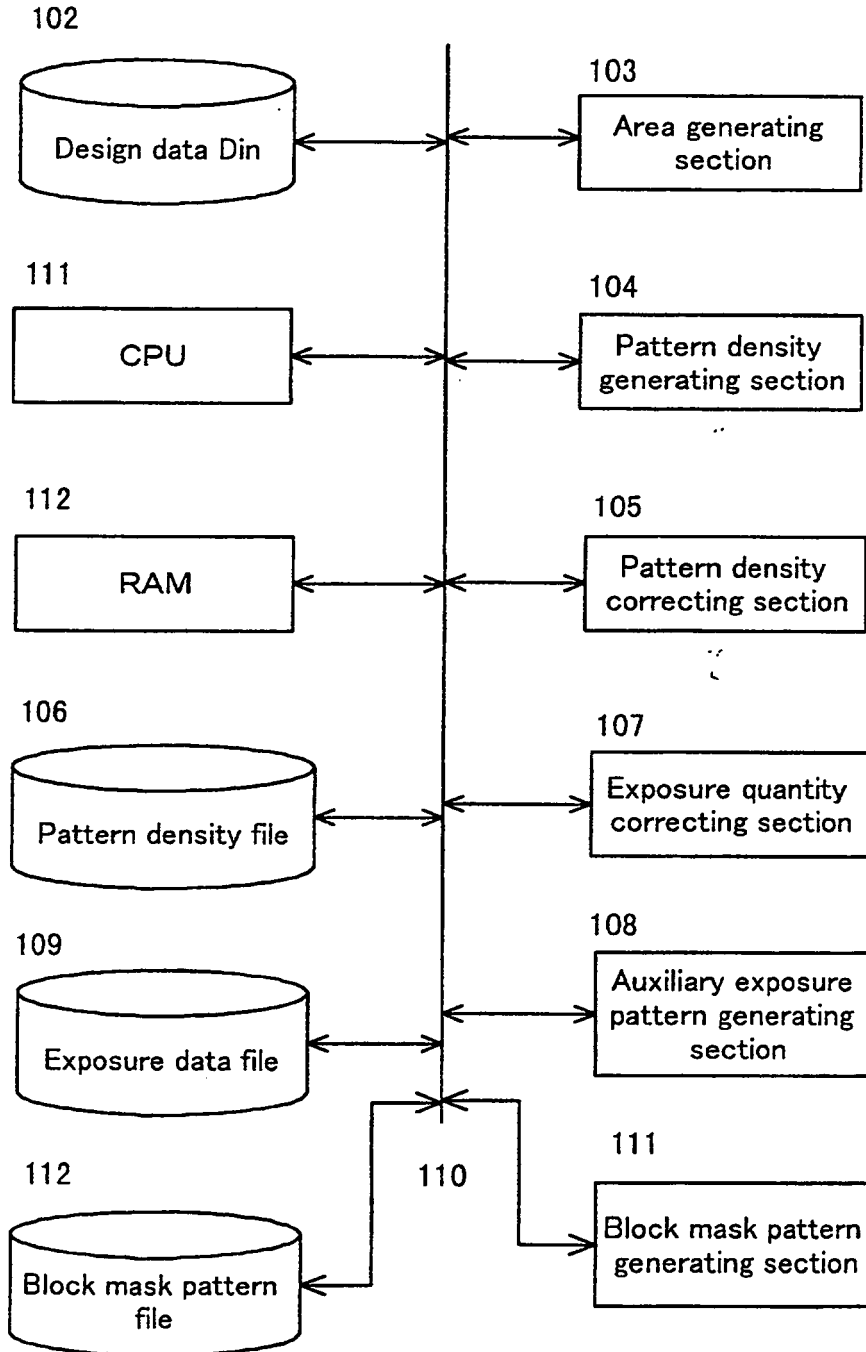 102
Design data Din
103
Area generating
section
111
CPU
104
Pattern density
generating section
112
RAM
105
Pattern density
correcting section
106
Pattern density file
107
Exposure quantity
correcting section
109
Exposure data file
108
Auxiliary exposure
pattern generating
section
112
Block mask pattern
file
110
111
Block mask pattern
generating section